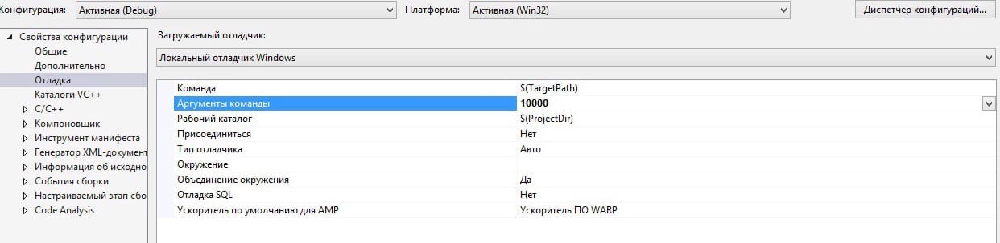 Конфигурация: Активная (Debug) Платформа: Активная (Win32) Диспетчер конфигураций...
Свойства конфигурации
Общие
Дополнительно
Отладка
Каталоги VC++
C/C++
Компоновщик
Инструмент манифеста
Генератор XML-документ
Информация об исходно
События сборки
Настраиваемый этап сбо
Code Analysis
Загружаемый отладчик:
Локальный отладчик Windows
Команда $(TargetPath)
Аргументы команды 10000
Рабочий каталог $(ProjectDir)
Присоединиться Нет
Тип отладчика Авто
Окружение
Объединение окружения Да
Отладка SQL Нет
Ускоритель по умолчанию для AMP Ускоритель ПО WARP